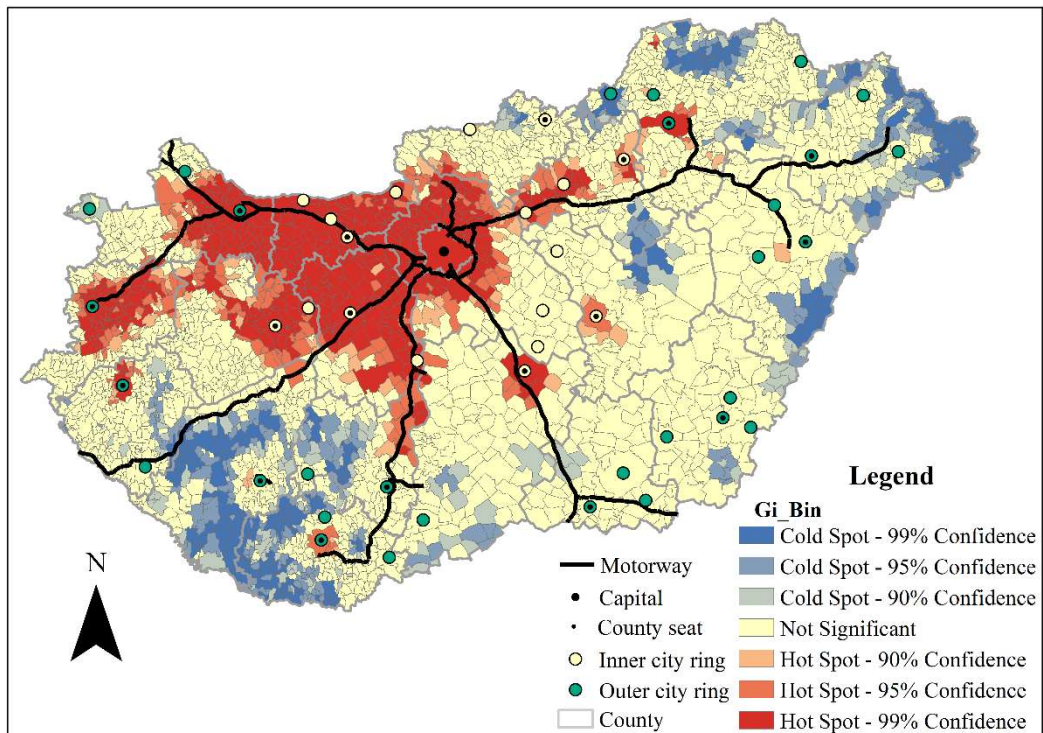 N
Motorway
Capital
County seat
Inner city ring
Outer city ring
County
Legend
Gi_Bin
Cold Spot - 99% Confidence
Cold Spot - 95% Confidence
Cold Spot - 90% Confidence
Not Significant
Hot Spot - 90% Confidence
Hot Spot - 95% Confidence
Hot Spot - 99% Confidence